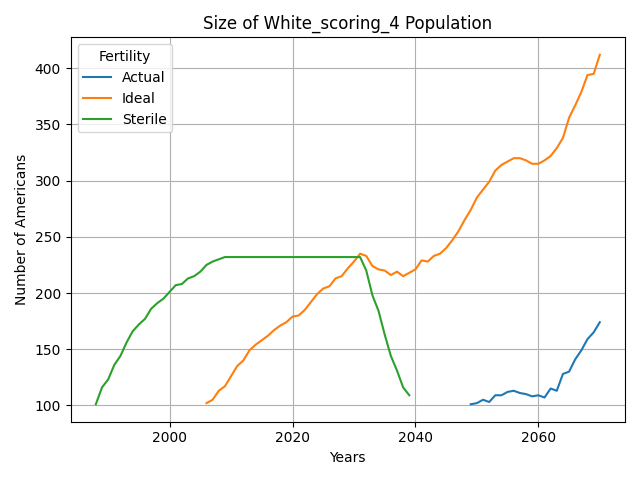 Size of White_scoring_4 Population
Fertility
Actual
Ideal
Sterile
Number of Americans
400
350
300
250
200
150
100
2000
2020
2040
2060
Years